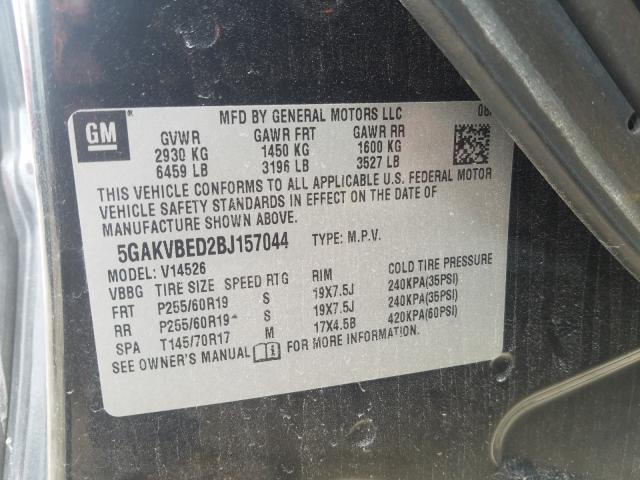 GM
MFD BY GENERAL MOTORS LLC
GVWR GAWR FRT GAWR RR
2930 KG 1450 KG 1600 KG
6459 LB 3196 LB 3527 LB
THIS VEHICLE CONFORMS TO ALL APPLICABLE U.S. FEDERAL MOTOR
VEHICLE SAFETY STANDARDS IN EFFECT ON THE DATE OF
MANUFACTURE SHOWN ABOVE.
5GAKVBED2BJ157044 TYPE: M.P.V.
MODEL: V14526
VBBG TIRE SIZE SPEED RTG RIM COLD TIRE PRESSURE
FRT P255/60R19 S 19X7.5J 240KPA(35PSI)
RR P255/60R19 S 19X7.5J 240KPA(35PSI)
SPA T145/70R17 M 17X4.5B 420KPA(60PSI)
SEE OWNER'S MANUAL FOR MORE INFORMATION.